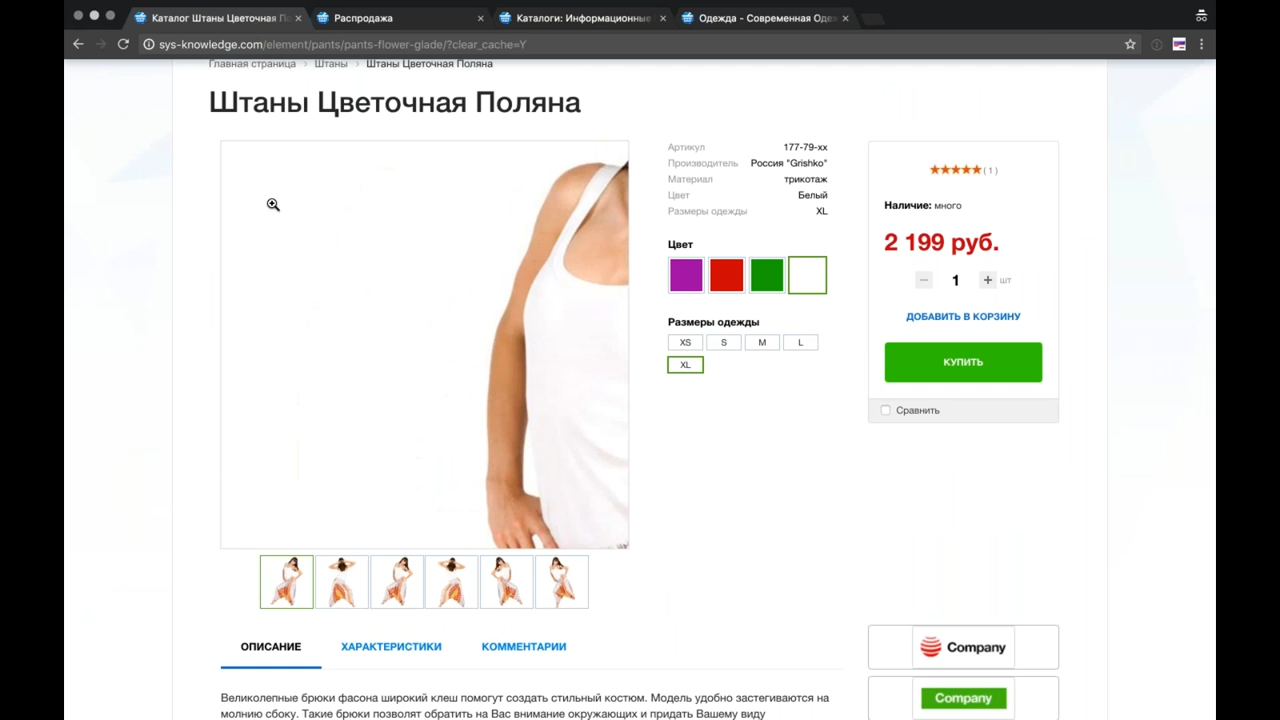 Каталог Штаны Цветочная По
Распродажа
Каталоги: Информационные
Одежда - Современная Одеж
sys-knowledge.com/element/pants/pants-flower-glade/?clear_cache=Y
Главная страница > Штаны > Штаны Цветочная Поляна
Штаны Цветочная Поляна
Артикул 177-79-xx
Производитель Россия "Grishko"
Материал трикотаж
Цвет Белый
Размеры одежды XL
Цвет
Размеры одежды
XS S M L
XL
( 1 )
Наличие: много
2 199 руб.
− 1 + шт
ДОБАВИТЬ В КОРЗИНУ
КУПИТЬ
Сравнить
ОПИСАНИЕ ХАРАКТЕРИСТИКИ КОММЕНТАРИИ
Company
Company
Великолепные брюки фасона широкий клеш помогут создать стильный костюм. Модель удобно застегиваются на
молнию сбоку. Такие брюки позволят обратить на Вас внимание окружающих и придать Вашему виду